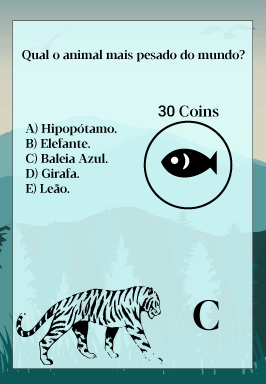 Qual o animal mais pesado do mundo?
30 Coins
A) Hipopótamo.
B) Elefante.
C) Baleia Azul.
D) Girafa.
E) Leão.
C